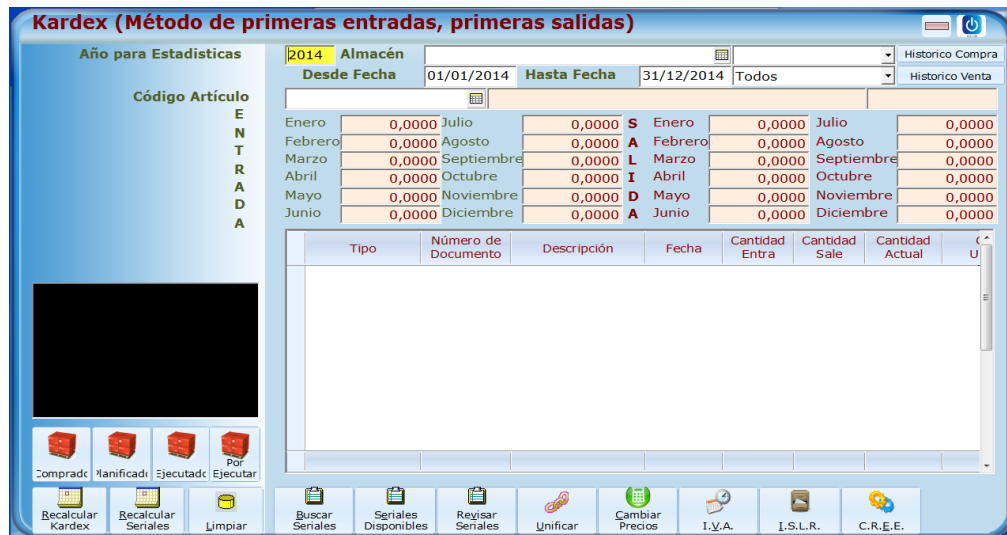 Kardex (Método de primeras entradas, primeras salidas)
Año para Estadisticas 2014 Almacén Historico Compra
Desde Fecha 01/01/2014 Hasta Fecha 31/12/2014 Todos Historico Venta
Código Artículo
ENTRADA
Enero 0,0000 Julio 0,0000
Febrero 0,0000 Agosto 0,0000
Marzo 0,0000 Septiembre 0,0000
Abril 0,0000 Octubre 0,0000
Mayo 0,0000 Noviembre 0,0000
Junio 0,0000 Diciembre 0,0000
SALIDA
Enero 0,0000 Julio 0,0000
Febrero 0,0000 Agosto 0,0000
Marzo 0,0000 Septiembre 0,0000
Abril 0,0000 Octubre 0,0000
Mayo 0,0000 Noviembre 0,0000
Junio 0,0000 Diciembre 0,0000
Tipo Número de Documento Descripción Fecha Cantidad Entra Cantidad Sale Cantidad Actual
Por Ejecutar
Recalcular Kardex
Recalcular Seriales
Limpiar
Buscar Seriales
Seriales Disponibles
Revisar Seriales
Unificar
Cambiar Precios
I.V.A.
I.S.L.R.
C.R.E.E.